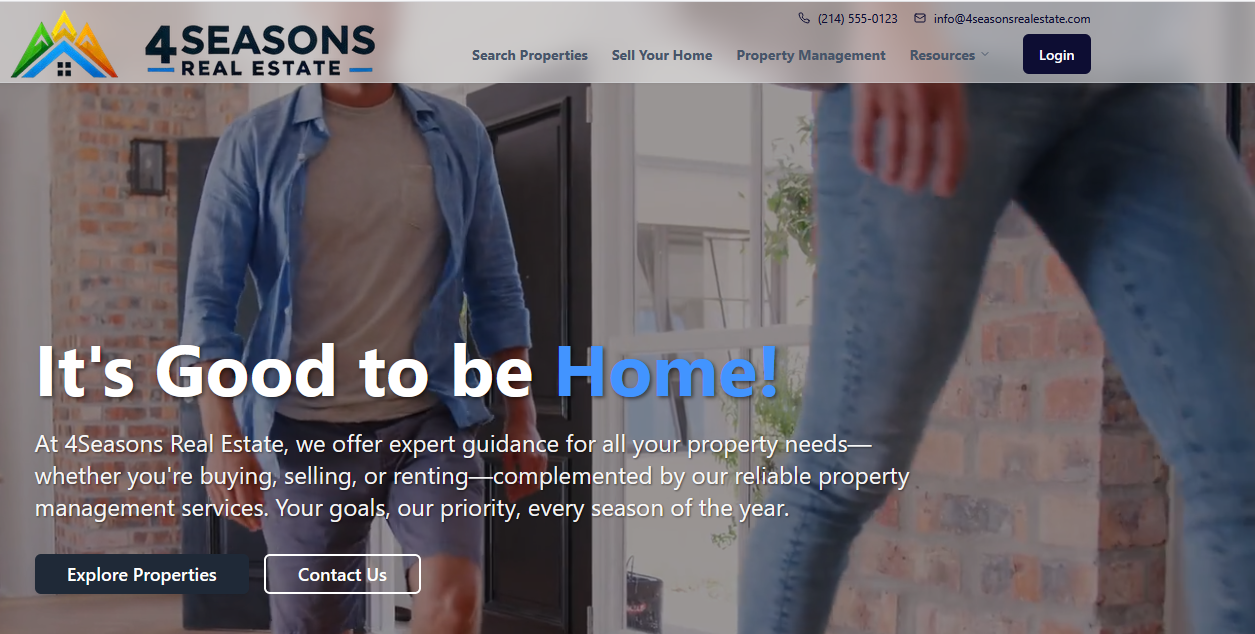 4 SEASONS
REAL ESTATE
(214) 555-0123 info@4seasonsrealestate.com
Search Properties Sell Your Home Property Management Resources Login
It's Good to be Home!
At 4Seasons Real Estate, we offer expert guidance for all your property needs—
whether you're buying, selling, or renting—complemented by our reliable property
management services. Your goals, our priority, every season of the year.
Explore Properties Contact Us